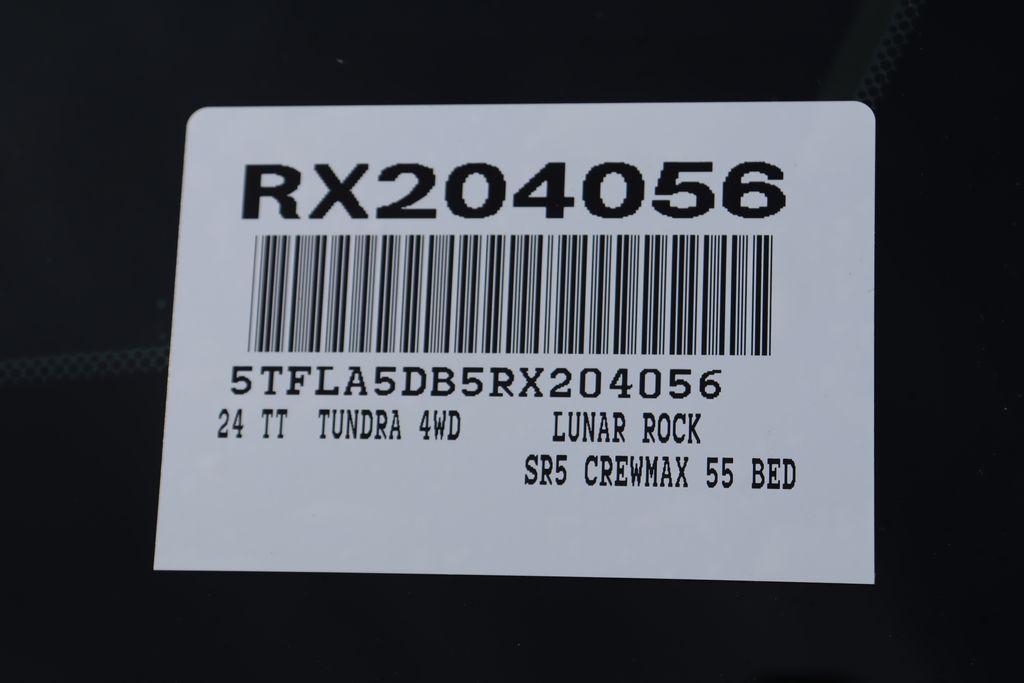 RX204056
5TFLA5DB5RX204056
24 TT TUNDRA 4WD LUNAR ROCK
SR5 CREWMAX 55 BED